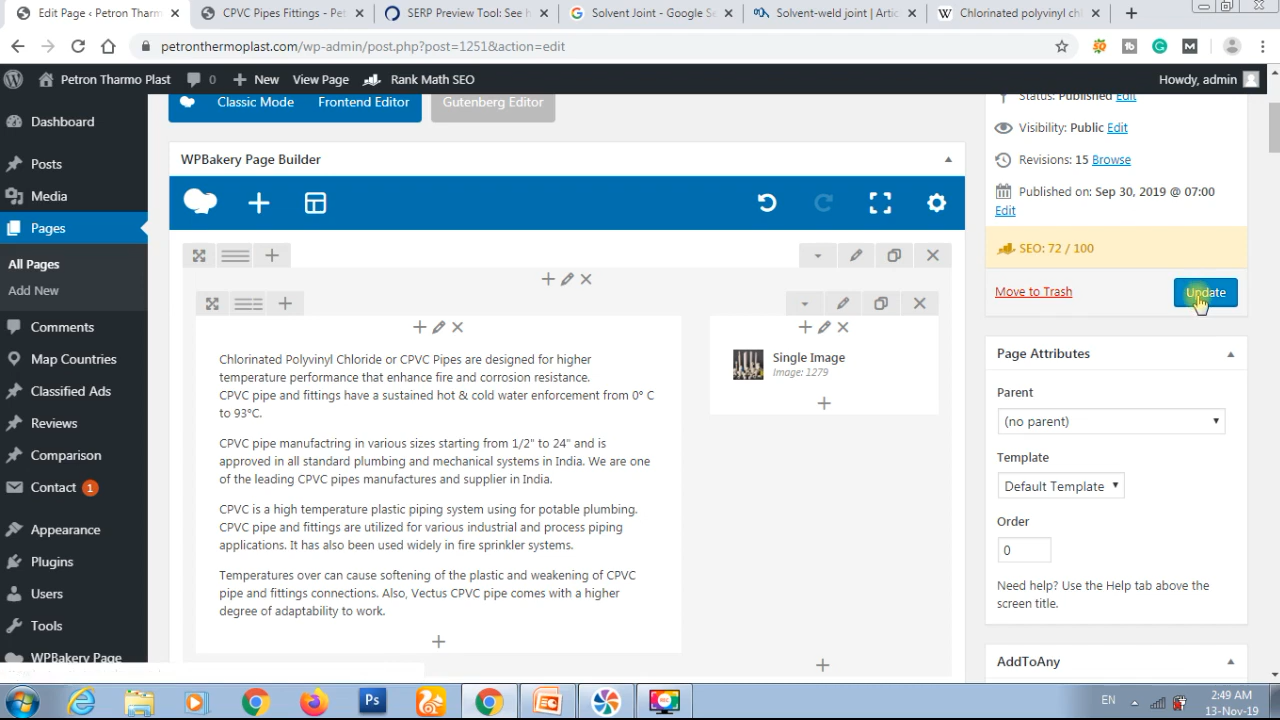 Edit Page ‹ Petron Tharm
CPVC Pipes Fittings - Pet
SERP Preview Tool: See h
Solvent Joint - Google Se
Solvent-weld joint | Artic
Chlorinated polyvinyl chl
petronthermoplast.com/wp-admin/post.php?post=1251&action=edit
Petron Tharmo Plast
0
New
View Page
Rank Math SEO
Howdy, admin
Dashboard
Posts
Media
Pages
All Pages
Add New
Comments
Map Countries
Classified Ads
Reviews
Comparison
Contact 1
Appearance
Plugins
Users
Tools
WPBakery Page
Classic Mode
Frontend Editor
Gutenberg Editor
WPBakery Page Builder
Chlorinated Polyvinyl Chloride or CPVC Pipes are designed for higher
temperature performance that enhance fire and corrosion resistance.
CPVC pipe and fittings have a sustained hot & cold water enforcement from 0° C
to 93°C.
CPVC pipe manufactring in various sizes starting from 1/2" to 24" and is
approved in all standard plumbing and mechanical systems in India. We are one
of the leading CPVC pipes manufactures and supplier in India.
CPVC is a high temperature plastic piping system using for potable plumbing.
CPVC pipe and fittings are utilized for various industrial and process piping
applications. It has also been used widely in fire sprinkler systems.
Temperatures over can cause softening of the plastic and weakening of CPVC
pipe and fittings connections. Also, Vectus CPVC pipe comes with a higher
degree of adaptability to work.
Single Image
Image: 1279
Status: Published Edit
Visibility: Public Edit
Revisions: 15 Browse
Published on: Sep 30, 2019 @ 07:00
Edit
SEO: 72 / 100
Move to Trash
Update
Page Attributes
Parent
(no parent)
Template
Default Template
Order
0
Need help? Use the Help tab above the
screen title.
AddToAny
EN
2:49 AM
13-Nov-19